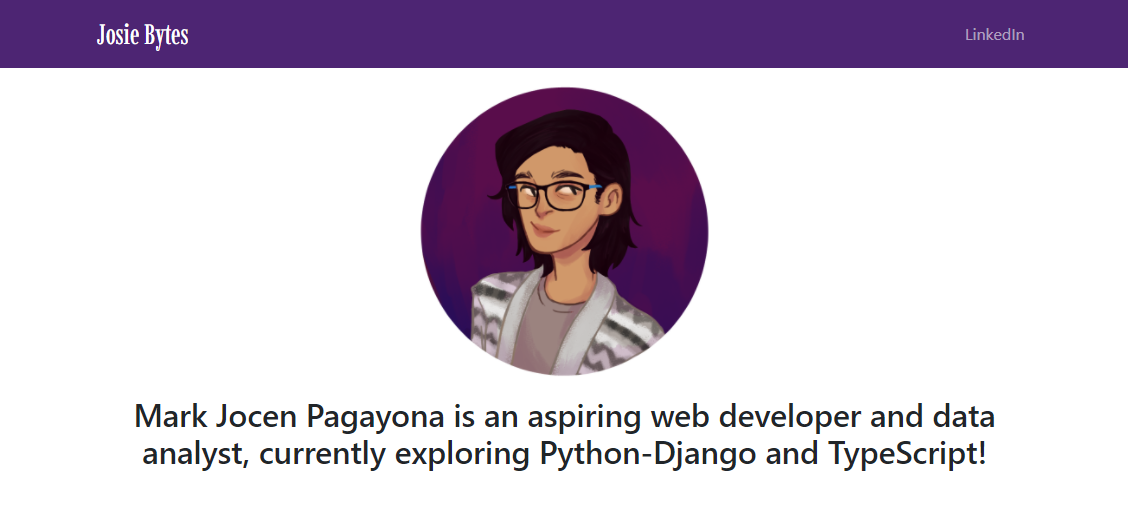 Josie Bytes
LinkedIn
Mark Jocen Pagayona is an aspiring web developer and data
analyst, currently exploring Python-Django and TypeScript!